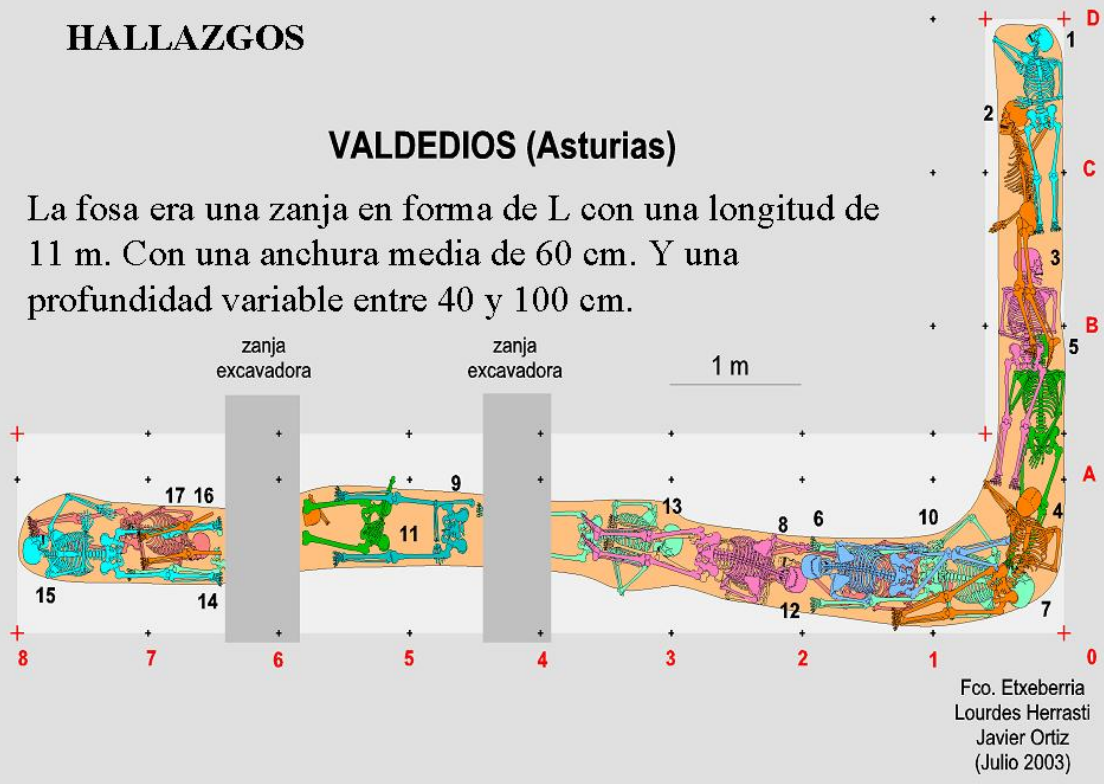 HALLAZGOS
VALDEDIOS (Asturias)
La fosa era una zanja en forma de L con una longitud de
11 m. Con una anchura media de 60 cm. Y una
profundidad variable entre 40 y 100 cm.
zanja
excavadora
zanja
excavadora
1 m
D
1
2
C
3
B
5
A
17 16
9
13
8 6
10
4
11
15
14
12
7
8 7 6 5 4 3 2 1 0
Fco. Etxeberria
Lourdes Herrasti
Javier Ortiz
(Julio 2003)